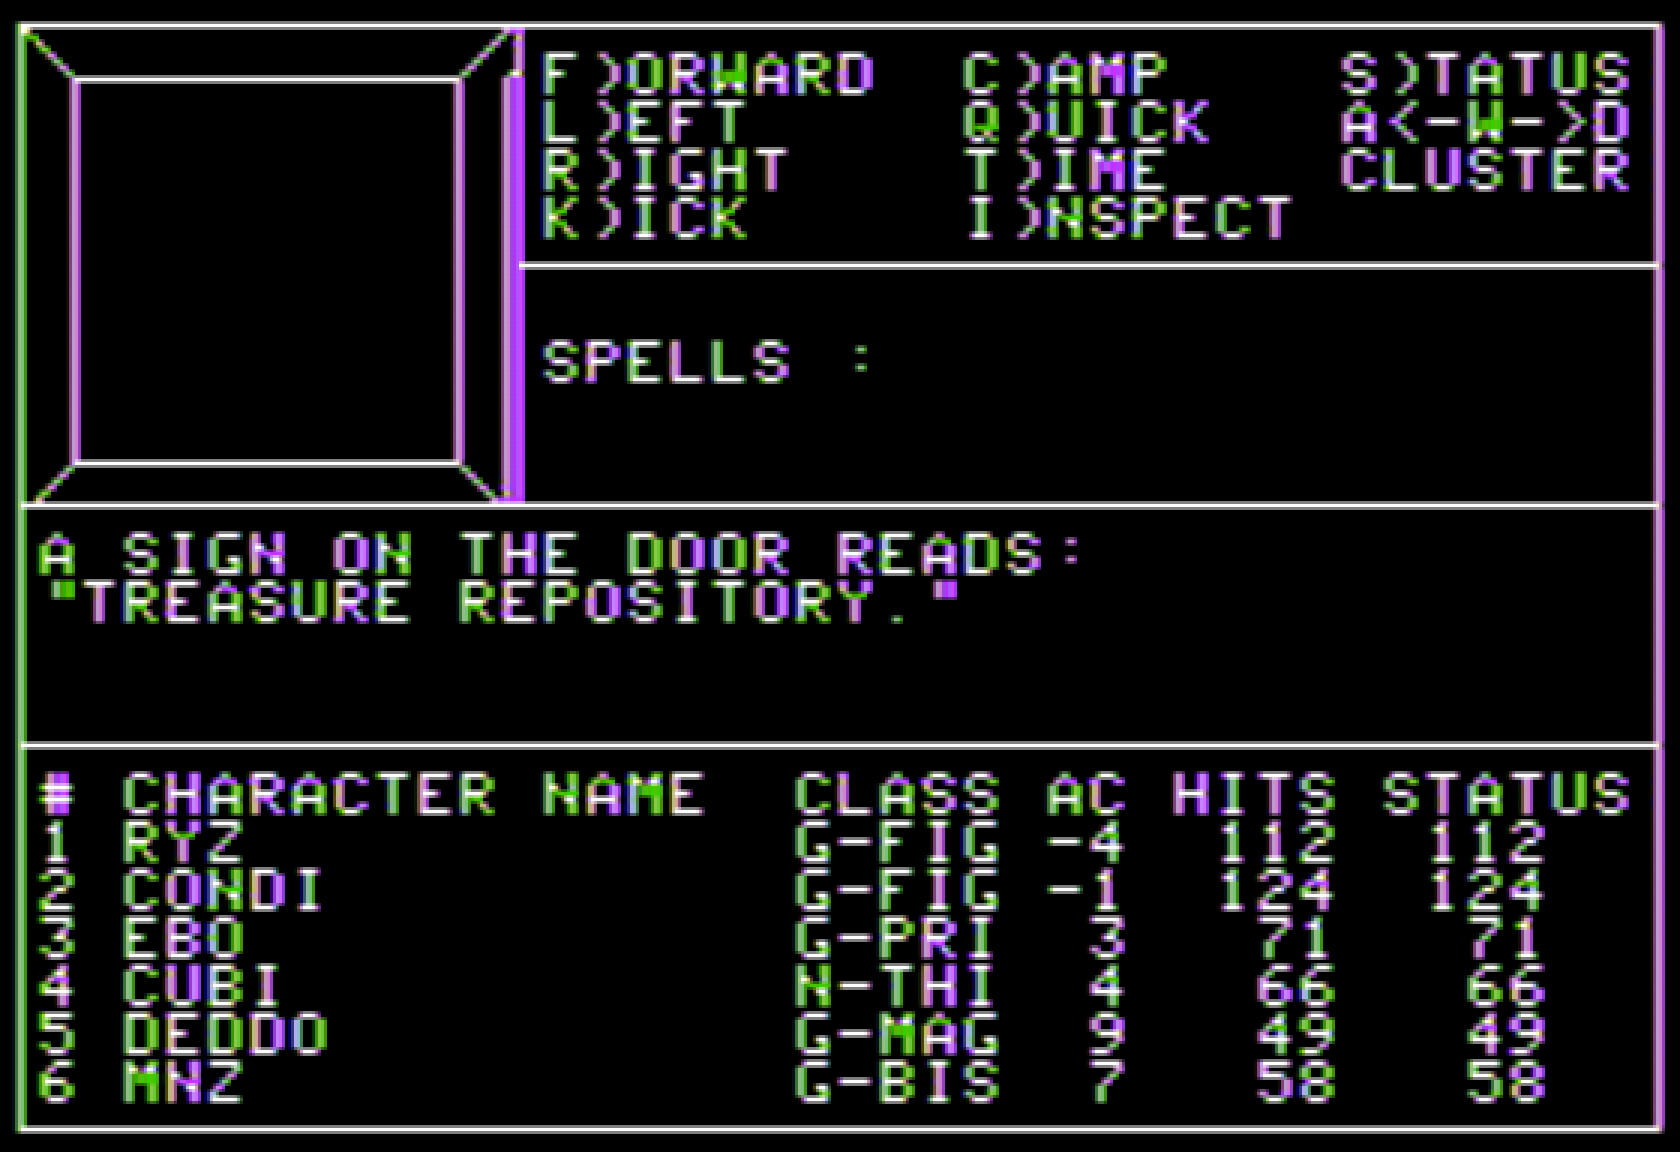 F)ORWARD C)AMP S)TATUS
L)EFT Q)UICK A<-W->D
R)IGHT T)IME CLUSTER
K)ICK I)NSPECT
SPELLS :
A SIGN ON THE DOOR READS:
"TREASURE REPOSITORY."
# CHARACTER NAME CLASS AC HITS STATUS
1 RYZ G-FIG -4 112 112
2 CONDI G-FIG -1 124 124
3 EBO G-PRI 3 71 71
4 CUBI N-THI 4 66 66
5 DEDDO G-MAG 9 49 49
6 MNZ G-BIS 7 58 58